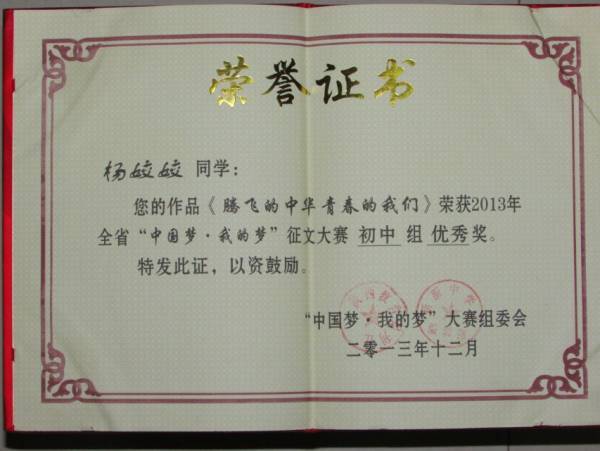 荣誉证书
杨姣姣 同学：
您的作品《腾飞的中华青春的我们》荣获2013年
全省“中国梦·我的梦”征文大赛 初中 组 优秀奖。
特发此证，以资鼓励。
“中国梦·我的梦”大赛组委会
二零一三年十二月